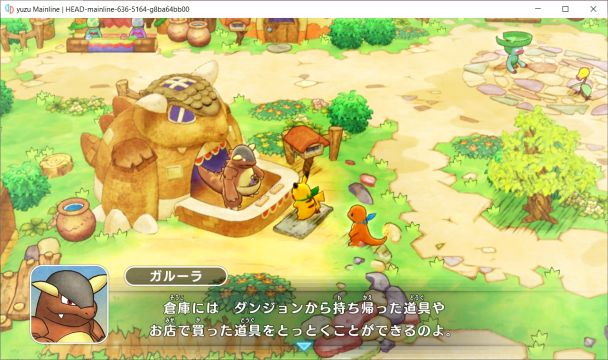 yuzu Mainline | HEAD-mainline-636-5164-g8ba64bb00
ガルーラ
倉庫には　ダンジョンから持ち帰った道具や
お店で買った道具をとっとくことができるのよ。